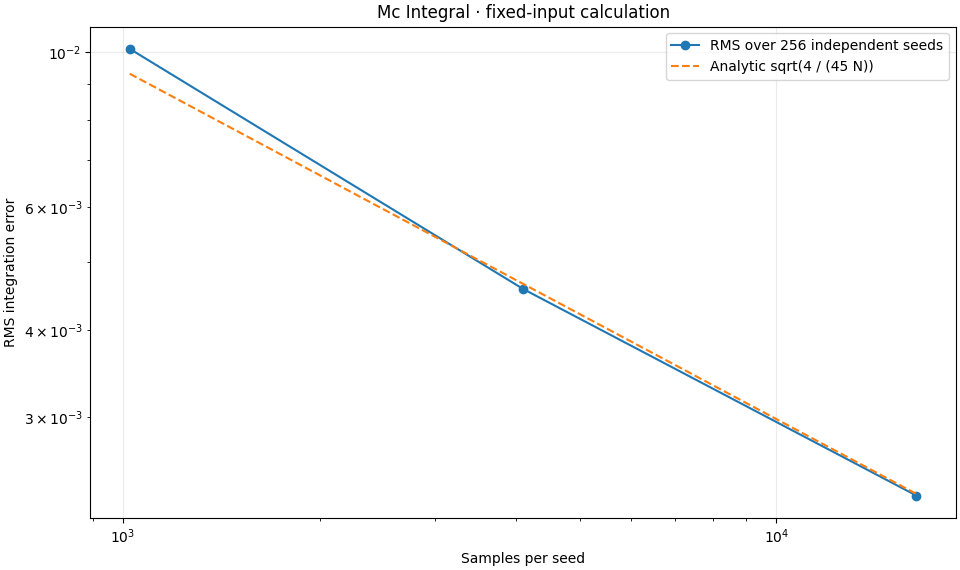 Mc Integral · fixed-input calculation
RMS over 256 independent seeds
Analytic sqrt(4 / (45 N))
RMS integration error
10⁻²
6 × 10⁻³
4 × 10⁻³
3 × 10⁻³
10³
10⁴
Samples per seed